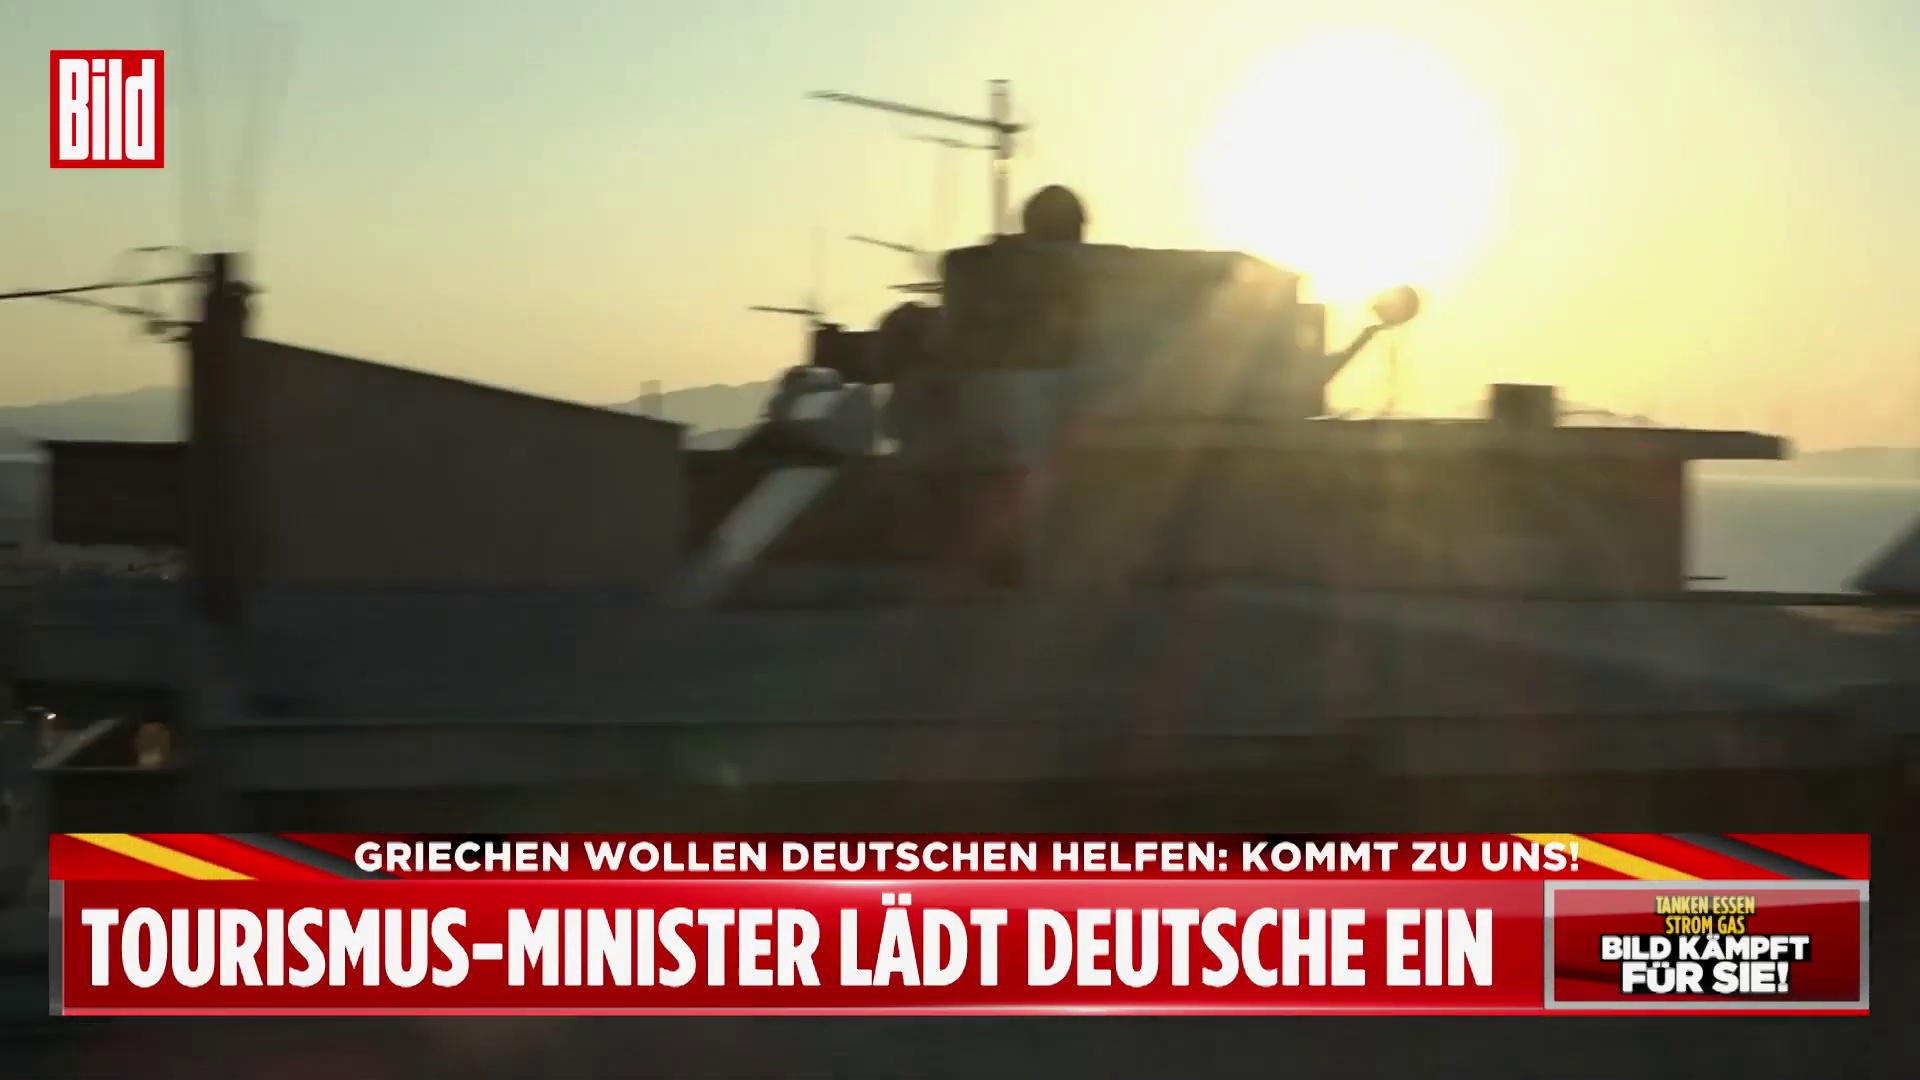 Bild
GRIECHEN WOLLEN DEUTSCHEN HELFEN: KOMMT ZU UNS!
TOURISMUS-MINISTER LÄDT DEUTSCHE EIN
TANKEN ESSEN
STROM GAS
BILD KÄMPFT
FÜR SIE!